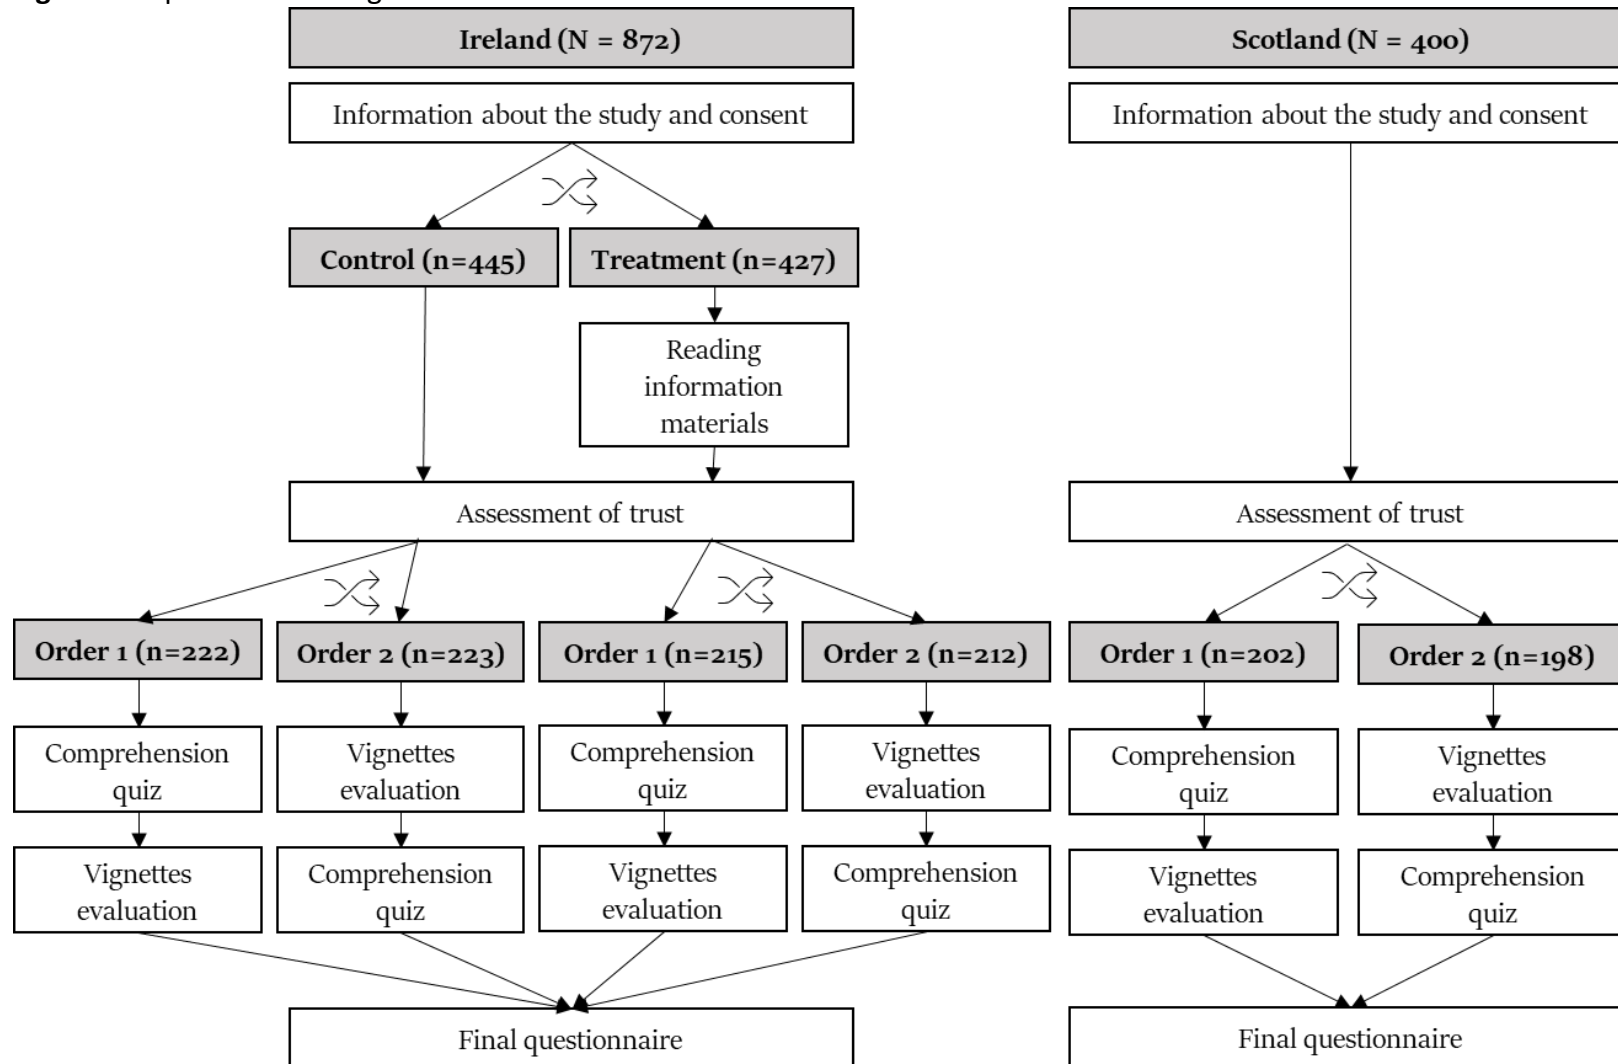 Ireland (N = 872)
Scotland (N = 400)
Information about the study and consent
Information about the study and consent
Control (n=445)
Treatment (n=427)
Reading
information
materials
Assessment of trust
Assessment of trust
Order 1 (n=222)
Order 2 (n=223)
Order 1 (n=215)
Order 2 (n=212)
Order 1 (n=202)
Order 2 (n=198)
Comprehension
quiz
Vignettes
evaluation
Comprehension
quiz
Vignettes
evaluation
Comprehension
quiz
Vignettes
evaluation
Vignettes
evaluation
Comprehension
quiz
Vignettes
evaluation
Comprehension
quiz
Vignettes
evaluation
Comprehension
quiz
Final questionnaire
Final questionnaire